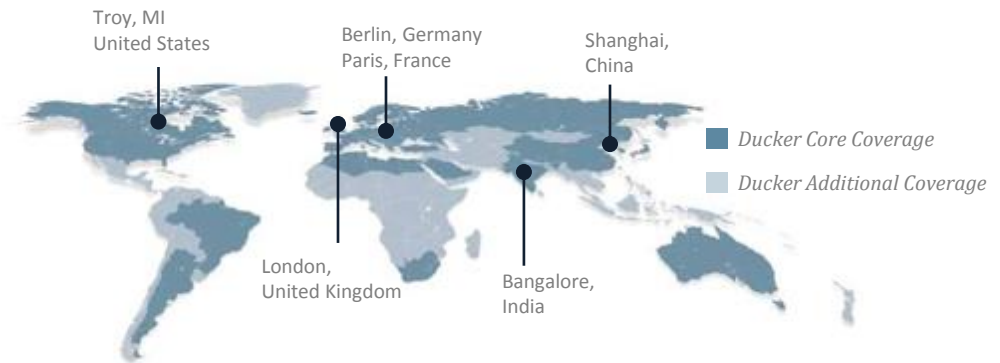 Troy, MI
United States
Berlin, Germany
Paris, France
Shanghai,
China
Ducker Core Coverage
Ducker Additional Coverage
London,
United Kingdom
Bangalore,
India